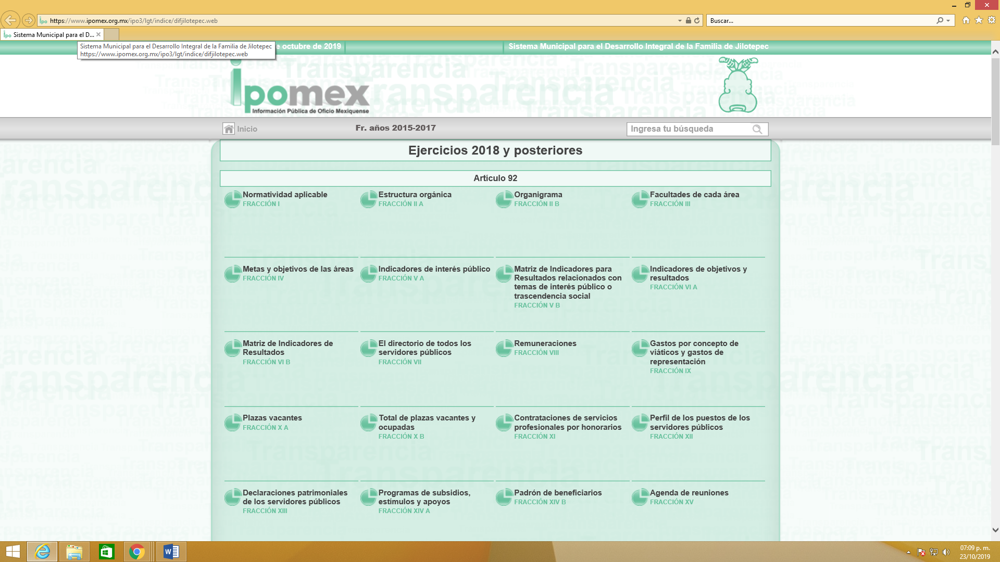 https://www.ipomex.org.mx/ipo3/lgt/indice/difjilotepec.web
Buscar...
Sistema Municipal para el D...
Sistema Municipal para el Desarrollo Integral de la Familia de Jilotepec
https://www.ipomex.org.mx/ipo3/lgt/indice/difjilotepec.web
e octubre de 2019
Sistema Municipal para el Desarrollo Integral de la Familia de Jilotepec
Transparencia
ipomex
Información Pública de Oficio Mexiquense
Inicio
Fr. años 2015-2017
Ingresa tu búsqueda
Ejercicios 2018 y posteriores
Artículo 92
Normatividad aplicable
FRACCIÓN I
Estructura orgánica
FRACCIÓN II A
Organigrama
FRACCIÓN II B
Facultades de cada área
FRACCIÓN III
Metas y objetivos de las áreas
FRACCIÓN IV
Indicadores de interés público
FRACCIÓN V A
Matriz de Indicadores para
Resultados relacionados con
temas de interés público o
trascendencia social
FRACCIÓN V B
Indicadores de objetivos y
resultados
FRACCIÓN VI A
Matriz de Indicadores de
Resultados
FRACCIÓN VI B
El directorio de todos los
servidores públicos
FRACCIÓN VII
Remuneraciones
FRACCIÓN VIII
Gastos por concepto de
viáticos y gastos de
representación
FRACCIÓN IX
Plazas vacantes
FRACCIÓN X A
Total de plazas vacantes y
ocupadas
FRACCIÓN X B
Contrataciones de servicios
profesionales por honorarios
FRACCIÓN XI
Perfil de los puestos de los
servidores públicos
FRACCIÓN XII
Declaraciones patrimoniales
de los servidores públicos
FRACCIÓN XIII
Programas de subsidios,
estímulos y apoyos
FRACCIÓN XIV A
Padrón de beneficiarios
FRACCIÓN XIV B
Agenda de reuniones
FRACCIÓN XV
07:09 p. m.
23/10/2019